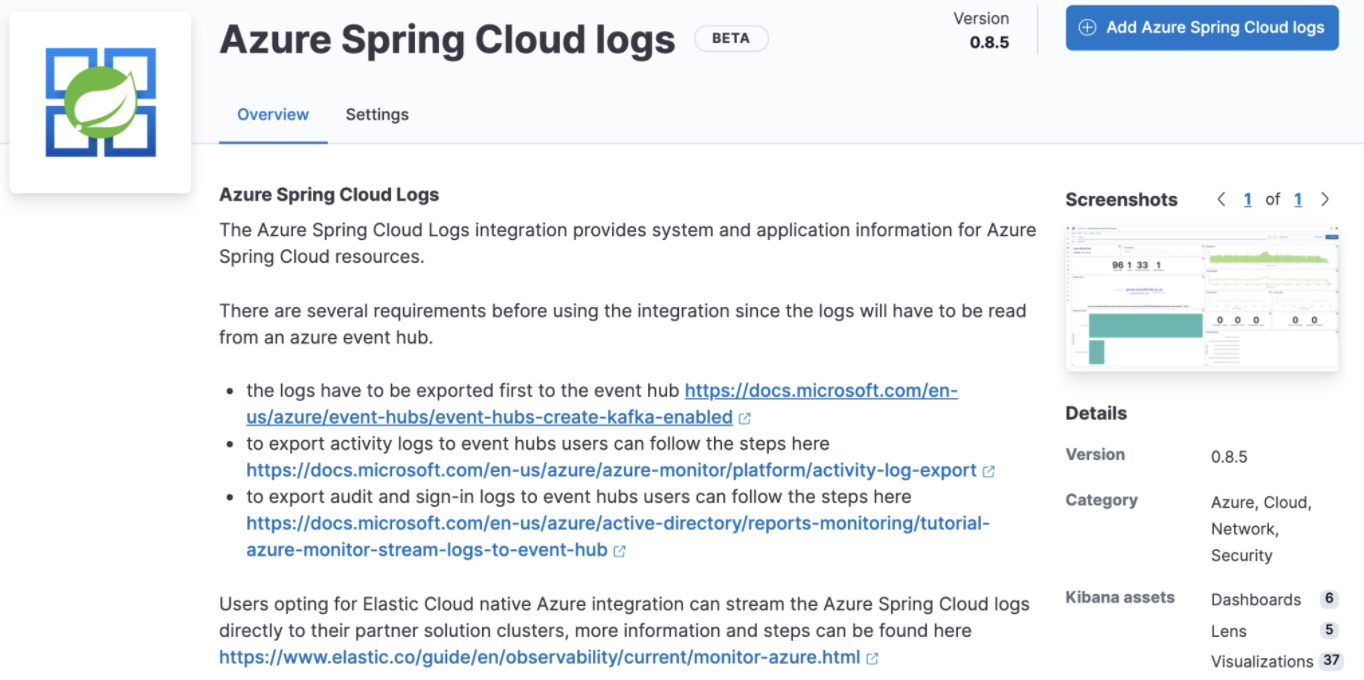 Azure Spring Cloud logs
BETA
Version
0.8.5
Add Azure Spring Cloud logs
Overview
Settings
Azure Spring Cloud Logs
The Azure Spring Cloud Logs integration provides system and application information for Azure
Spring Cloud resources.
There are several requirements before using the integration since the logs will have to be read
from an azure event hub.
• the logs have to be exported first to the event hub https://docs.microsoft.com/en-
us/azure/event-hubs/event-hubs-create-kafka-enabled
• to export activity logs to event hubs users can follow the steps here
https://docs.microsoft.com/en-us/azure/azure-monitor/platform/activity-log-export
• to export audit and sign-in logs to event hubs users can follow the steps here
https://docs.microsoft.com/en-us/azure/active-directory/reports-monitoring/tutorial-
azure-monitor-stream-logs-to-event-hub
Users opting for Elastic Cloud native Azure integration can stream the Azure Spring Cloud logs
directly to their partner solution clusters, more information and steps can be found here
https://www.elastic.co/guide/en/observability/current/monitor-azure.html
Screenshots
1 of 1
96 1 33 1
0 0 0 0 0
Details
Version 0.8.5
Category Azure, Cloud,
Network,
Security
Kibana assets Dashboards 6
Lens 5
Visualizations 37